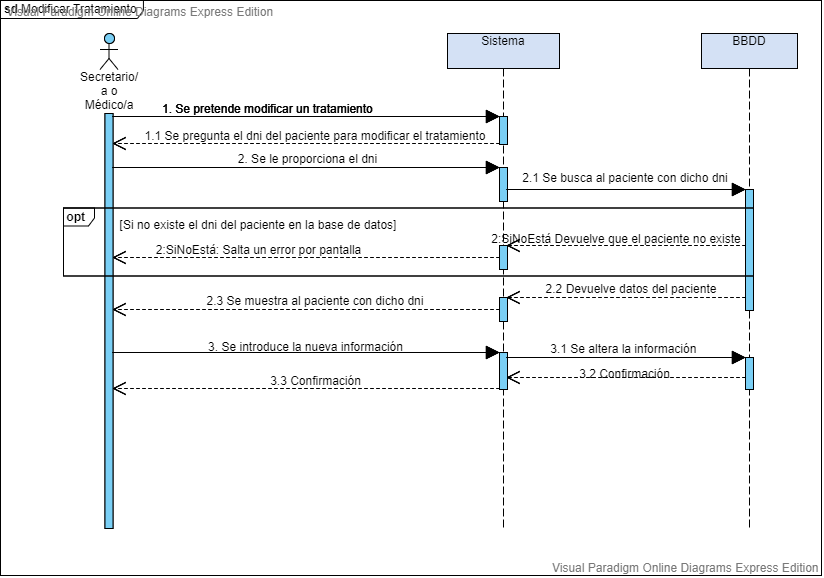 sd Modificar Tratamiento
Visual Paradigm Online Diagrams Express Edition
Sistema
BBDD
Secretario/
a o
Médico/a
1. Se pretende modificar un tratamiento
1.1 Se pregunta el dni del paciente para modificar el tratamiento
2. Se le proporciona el dni
2.1 Se busca al paciente con dicho dni
opt
[Si no existe el dni del paciente en la base de datos]
2:SiNoEstá Devuelve que el paciente no existe
2:SiNoEstá: Salta un error por pantalla
2.2 Devuelve datos del paciente
2.3 Se muestra al paciente con dicho dni
3. Se introduce la nueva información
3.1 Se altera la información
3.2 Confirmación
3.3 Confirmación
Visual Paradigm Online Diagrams Express Edition